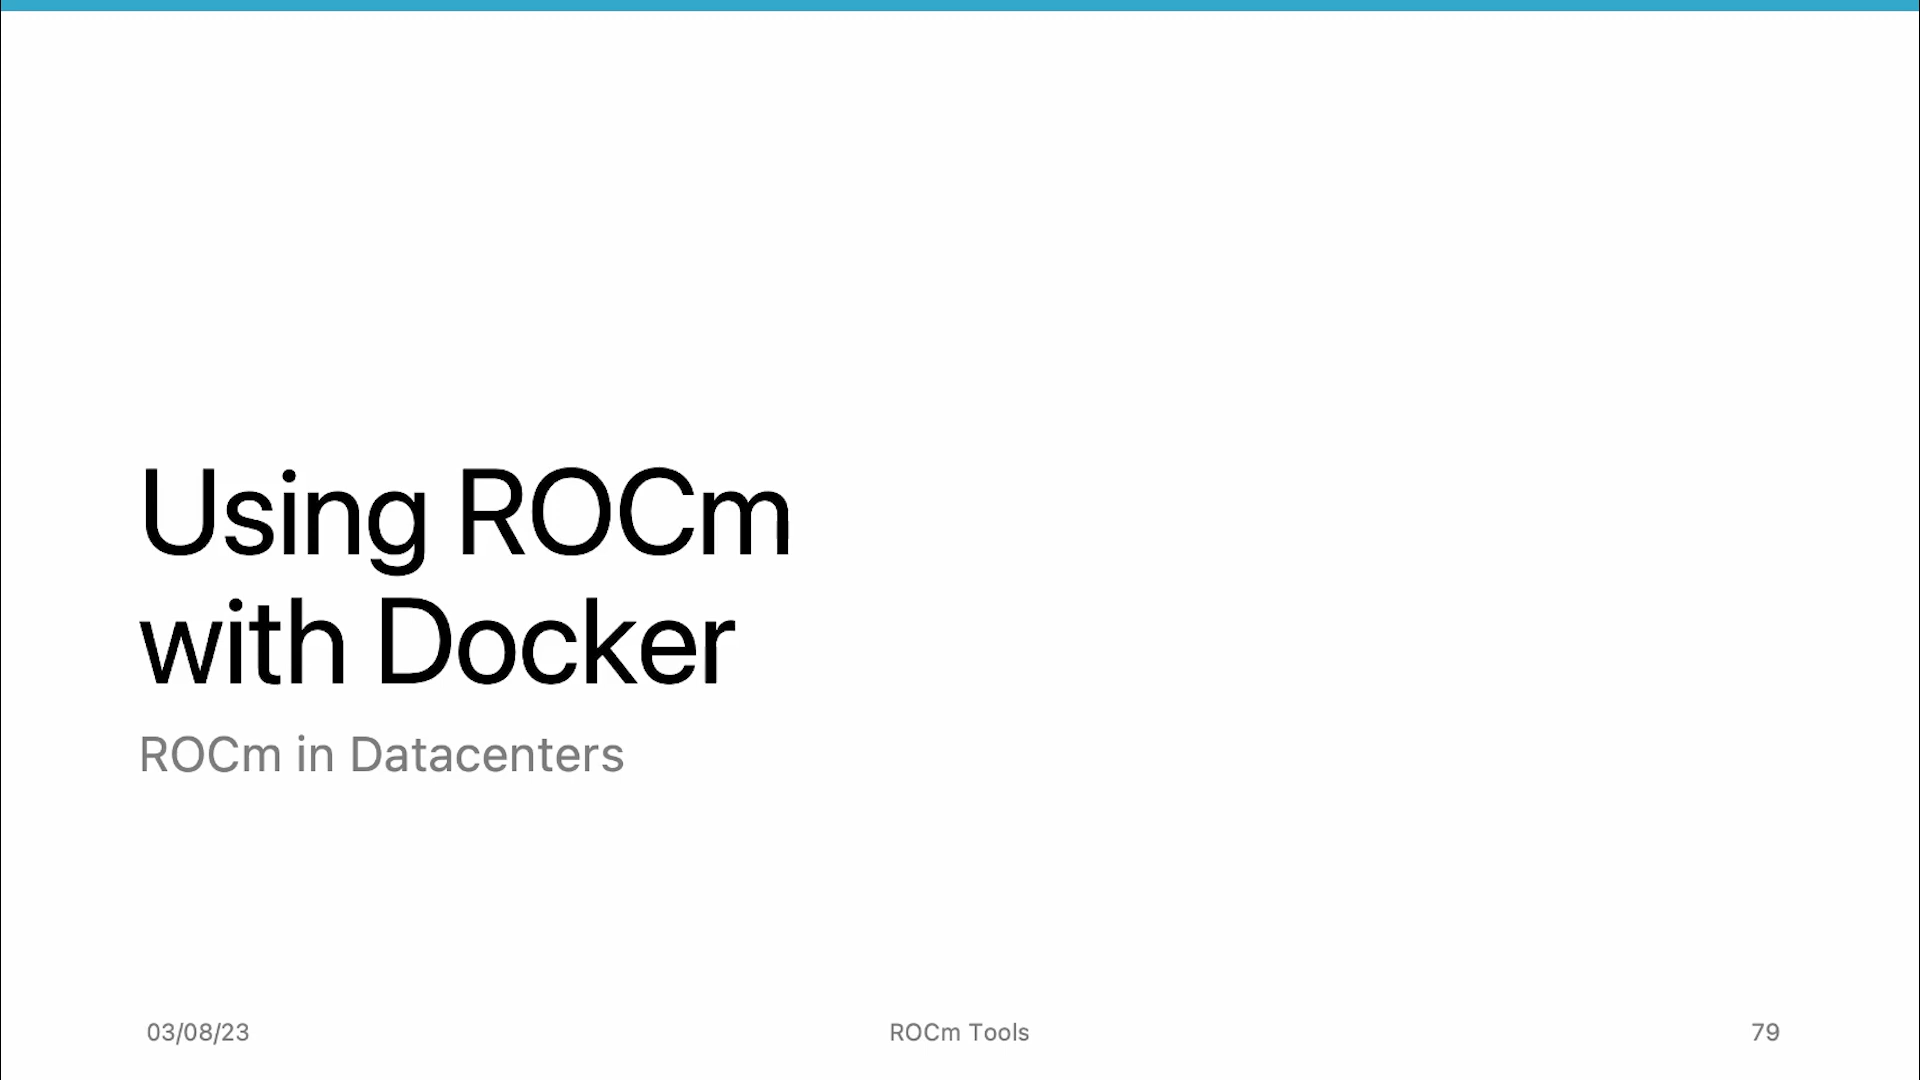 Using ROCm
with Docker
ROCm in Datacenters
03/08/23
ROCm Tools
79